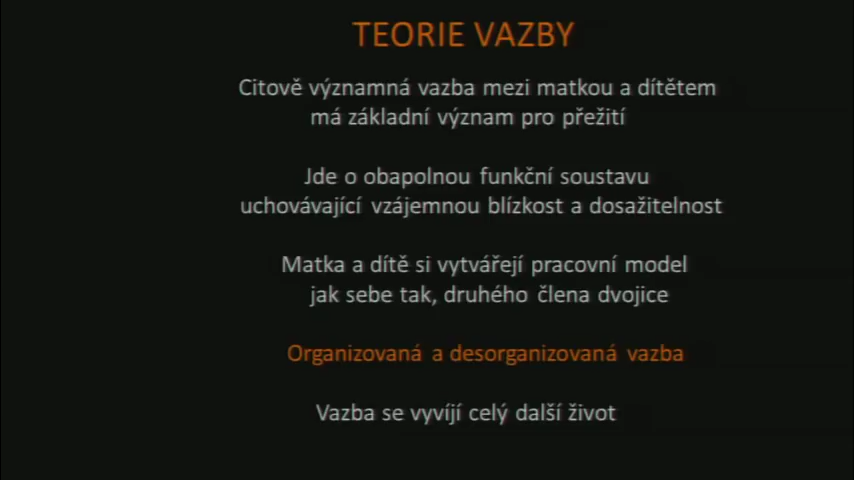 TEORIE VAZBY
Citově významná vazba mezi matkou a dítětem
má základní význam pro přežití
Jde o obapolnou funkční soustavu
uchovávající vzájemnou blízkost a dosažitelnost
Matka a dítě si vytvářejí pracovní model
jak sebe tak, druhého člena dvojice
Organizovaná a desorganizovaná vazba
Vazba se vyvíjí celý další život